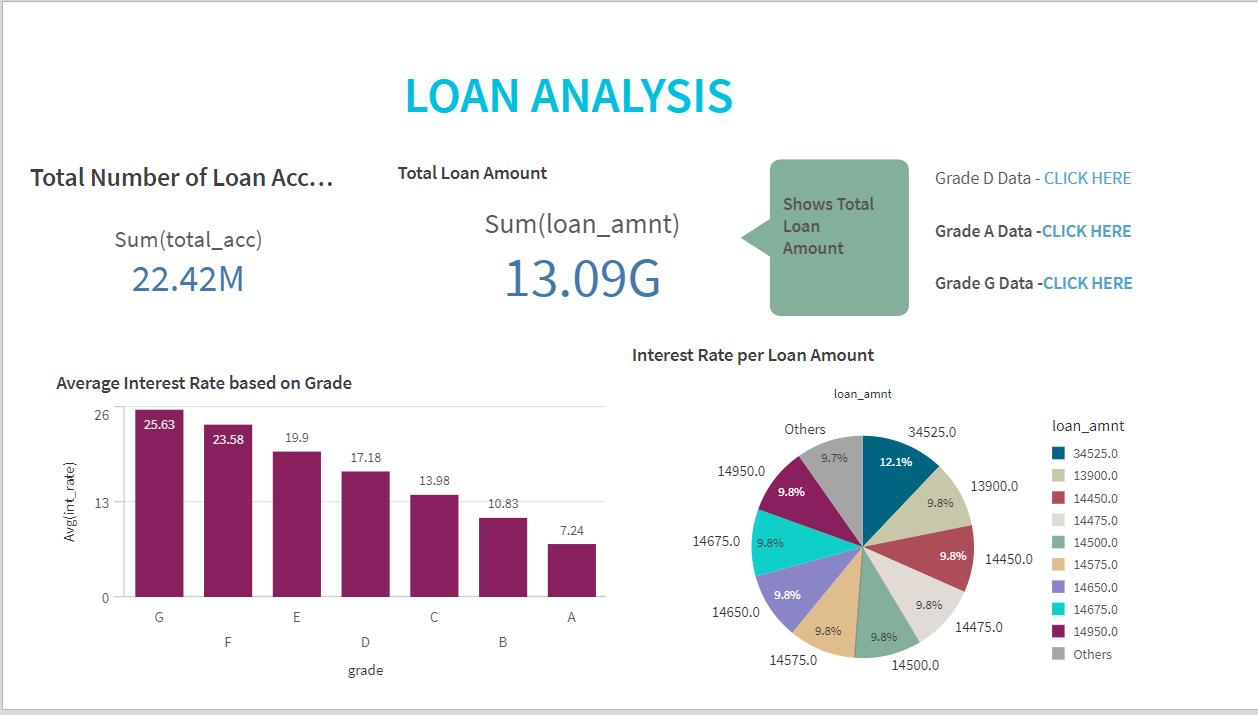 LOAN ANALYSIS
Total Number of Loan Acc...
Sum(total_acc)
22.42M
Total Loan Amount
Sum(loan_amnt)
13.09G
Shows Total
Loan
Amount
Grade D Data - CLICK HERE
Grade A Data -CLICK HERE
Grade G Data -CLICK HERE
Average Interest Rate based on Grade
Avg(int_rate)
26
13
0
25.63
23.58
19.9
17.18
13.98
10.83
7.24
G
F
E
D
C
B
A
grade
Interest Rate per Loan Amount
loan_amnt
34525.0
12.1%
13900.0
9.8%
14450.0
9.8%
14475.0
9.8%
14500.0
9.8%
14575.0
9.8%
14650.0
9.8%
14675.0
9.8%
14950.0
9.8%
Others
9.7%
loan_amnt
34525.0
13900.0
14450.0
14475.0
14500.0
14575.0
14650.0
14675.0
14950.0
Others